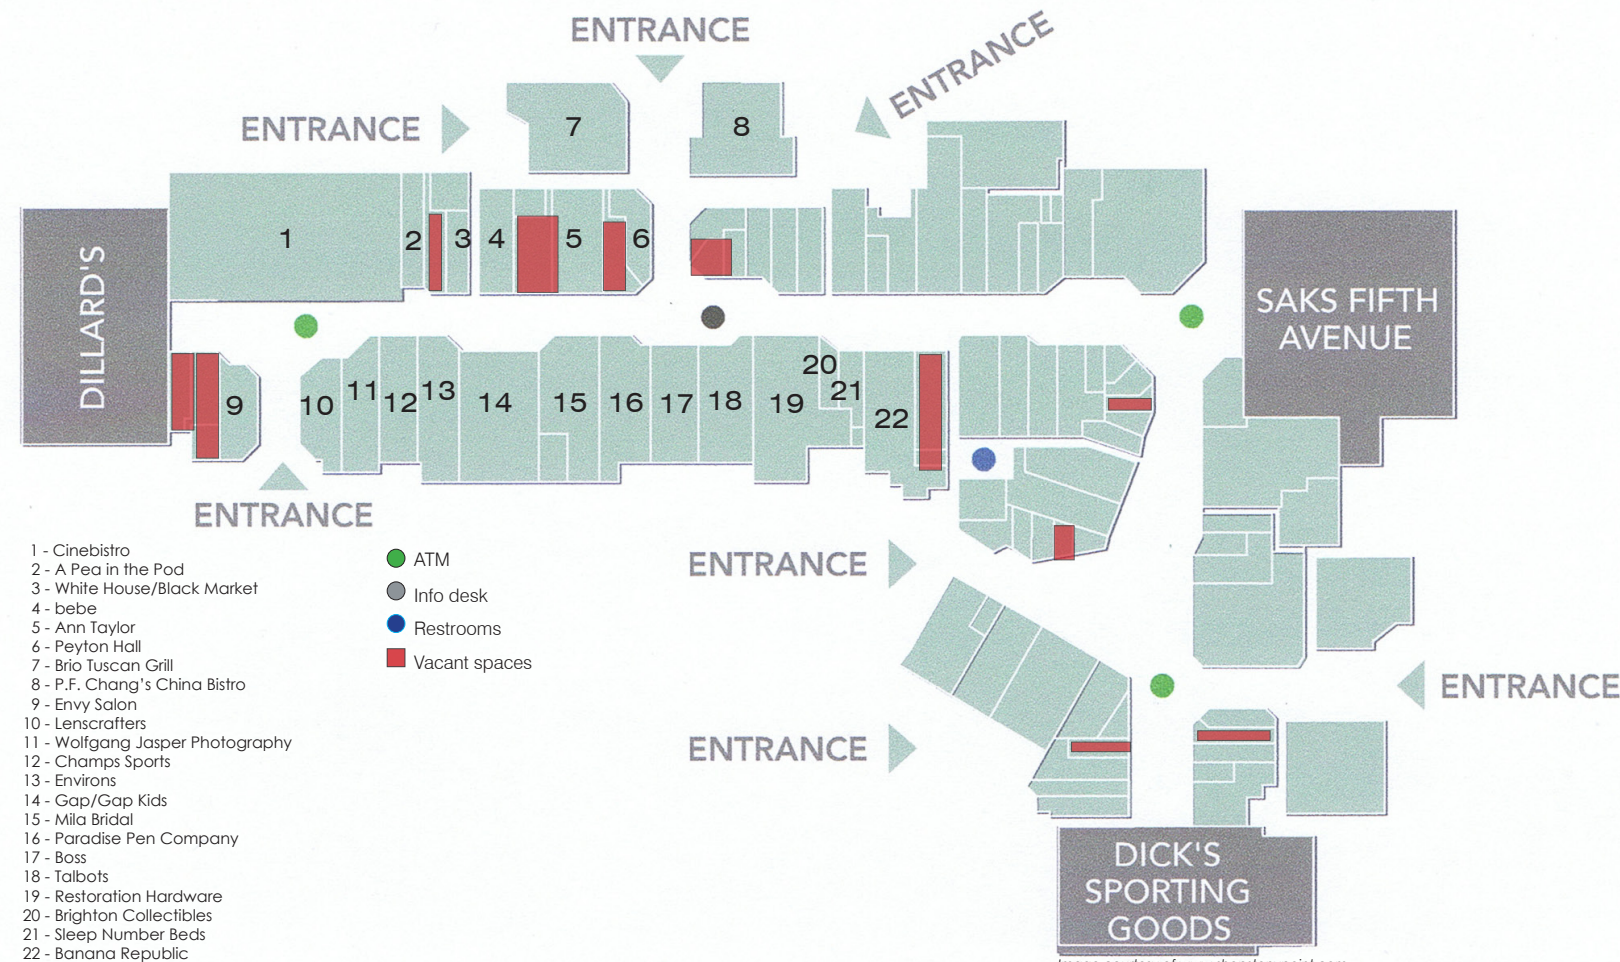 ENTRANCE
ENTRANCE
ENTRANCE
7
8
1
2
3
4
5
6
DILLARD'S
SAKS FIFTH
AVENUE
9
10
11
12
13
14
15
16
17
18
19
20
21
22
ENTRANCE
ENTRANCE
ENTRANCE
ENTRANCE
DICK'S
SPORTING
GOODS
1 - Cinebistro
2 - A Pea in the Pod
3 - White House/Black Market
4 - bebe
5 - Ann Taylor
6 - Peyton Hall
7 - Brio Tuscan Grill
8 - P.F. Chang's China Bistro
9 - Envy Salon
10 - Lenscrafters
11 - Wolfgang Jasper Photography
12 - Champs Sports
13 - Environs
14 - Gap/Gap Kids
15 - Mila Bridal
16 - Paradise Pen Company
17 - Boss
18 - Talbots
19 - Restoration Hardware
20 - Brighton Collectibles
21 - Sleep Number Beds
22 - Banana Republic
ATM
Info desk
Restrooms
Vacant spaces